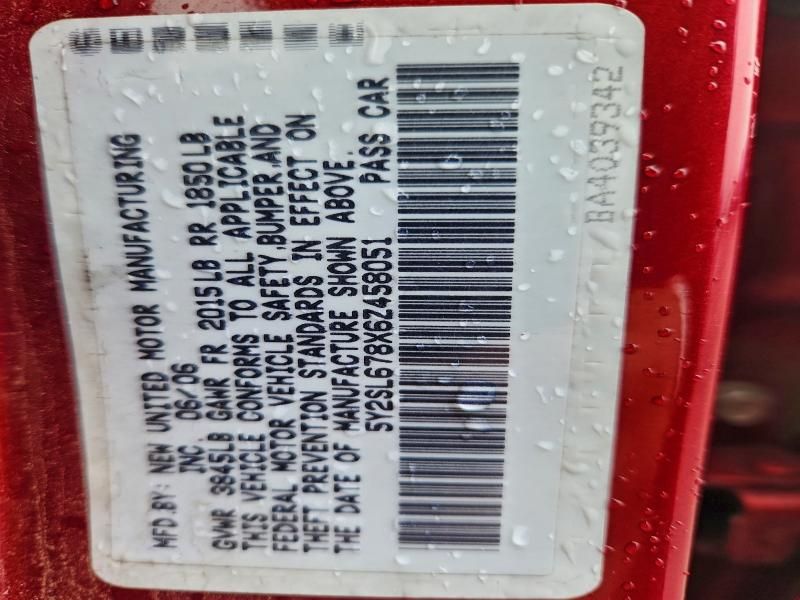 MFD.BY: NEW UNITED MOTOR MANUFACTURING
INC. 06/06
GVWR 3845LB GAWR FR 2015LB RR 1850LB
THIS VEHICLE CONFORMS TO ALL APPLICABLE
FEDERAL MOTOR VEHICLE SAFETY,BUMPER,AND
THEFT PREVENTION STANDARDS IN EFFECT ON
THE DATE OF MANUFACTURE SHOWN ABOVE.
5Y2SL678X6Z458051 PASS CAR
/BA4039342